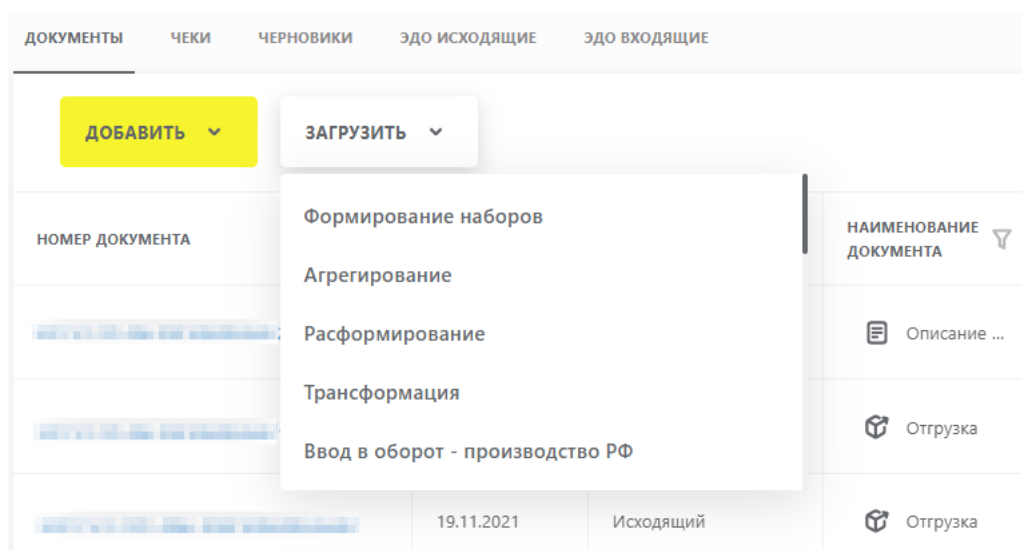 ДОКУМЕНТЫ ЧЕКИ ЧЕРНОВИКИ ЭДО ИСХОДЯЩИЕ ЭДО ВХОДЯЩИЕ
ДОБАВИТЬ ЗАГРУЗИТЬ
Формирование наборов
НОМЕР ДОКУМЕНТА
НАИМЕНОВАНИЕ
ДОКУМЕНТА
Агрегирование
Расформирование
Описание ...
Трансформация
Отгрузка
Ввод в оборот - производство РФ
19.11.2021 Исходящий Отгрузка